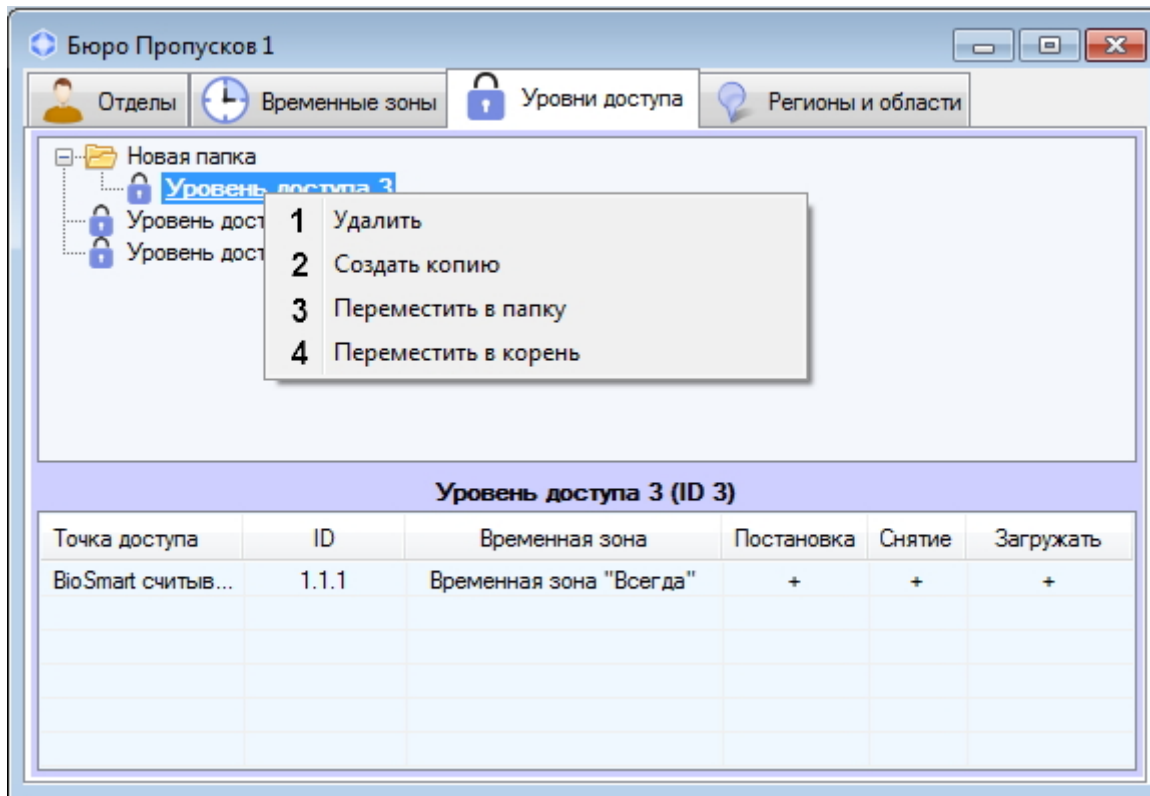 Бюро Пропусков 1
Отделы Временные зоны Уровни доступа Регионы и области
Новая папка
Уровень доступа 3
Уровень
Уровень
1 Удалить
2 Создать копию
3 Переместить в папку
4 Переместить в корень
Уровень доступа 3 (ID 3)
Точка доступа ID Временная зона Постановка Снятие Загружать
BioSmart считыв... 1.1.1 Временная зона "Всегда" + + +